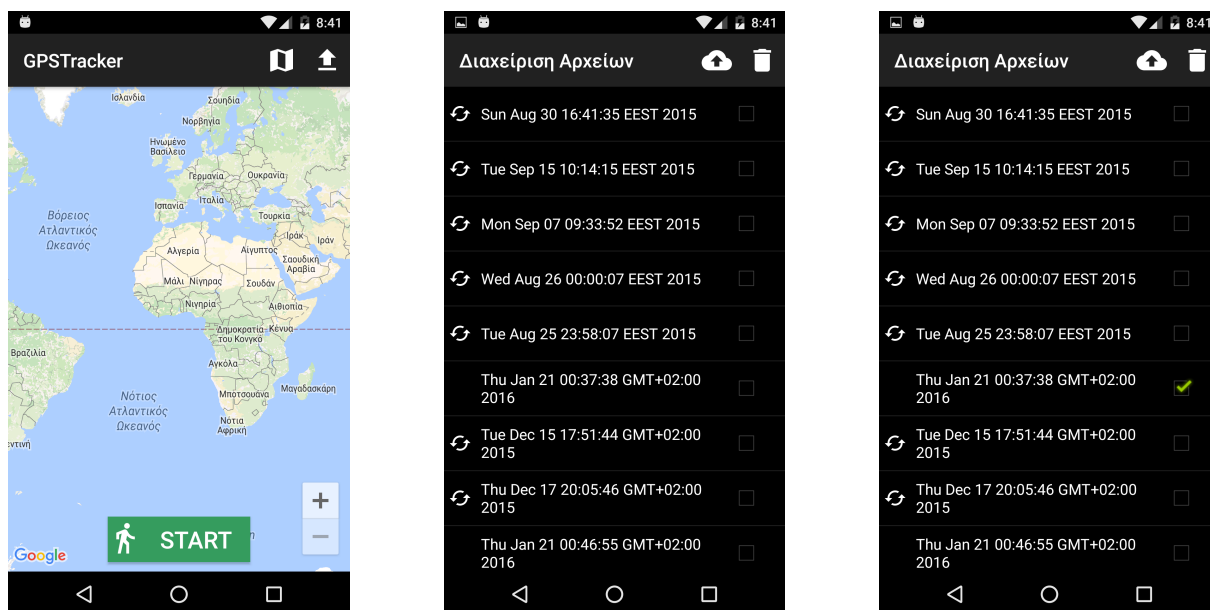 8:41
GPSTracker
Ισλανδία
Σουηδία
Νορβηγία
Ηνωμένο
Βασίλειο
Γερμανία
Ουκρανία
Ισπανία
Ιταλία
Τουρκία
Βόρειος
Ατλαντικός
Ωκεανός
Ιράκ
Ιράν
Αλγερία
Αίγυπτος
Σαουδική
Αραβία
Μάλι
Νίγηρας
Σουδάν
Νιγηρία
Αιθιοπία
Δημοκρατία
του Κονγκό
Κένυα
Βραζιλία
Αγκόλα
Νότιος
Ατλαντικός
Ωκεανός
Μποτσουάνα
Μαγαδασκάρη
Νότια
Αφρική
εντινή
+
START
−
Google
8:41
Διαχείριση Αρχείων
Sun Aug 30 16:41:35 EEST 2015
Tue Sep 15 10:14:15 EEST 2015
Mon Sep 07 09:33:52 EEST 2015
Wed Aug 26 00:00:07 EEST 2015
Tue Aug 25 23:58:07 EEST 2015
Thu Jan 21 00:37:38 GMT+02:00
2016
Tue Dec 15 17:51:44 GMT+02:00
2015
Thu Dec 17 20:05:46 GMT+02:00
2015
Thu Jan 21 00:46:55 GMT+02:00
2016
8:41
Διαχείριση Αρχείων
Sun Aug 30 16:41:35 EEST 2015
Tue Sep 15 10:14:15 EEST 2015
Mon Sep 07 09:33:52 EEST 2015
Wed Aug 26 00:00:07 EEST 2015
Tue Aug 25 23:58:07 EEST 2015
Thu Jan 21 00:37:38 GMT+02:00
2016
Tue Dec 15 17:51:44 GMT+02:00
2015
Thu Dec 17 20:05:46 GMT+02:00
2015
Thu Jan 21 00:46:55 GMT+02:00
2016